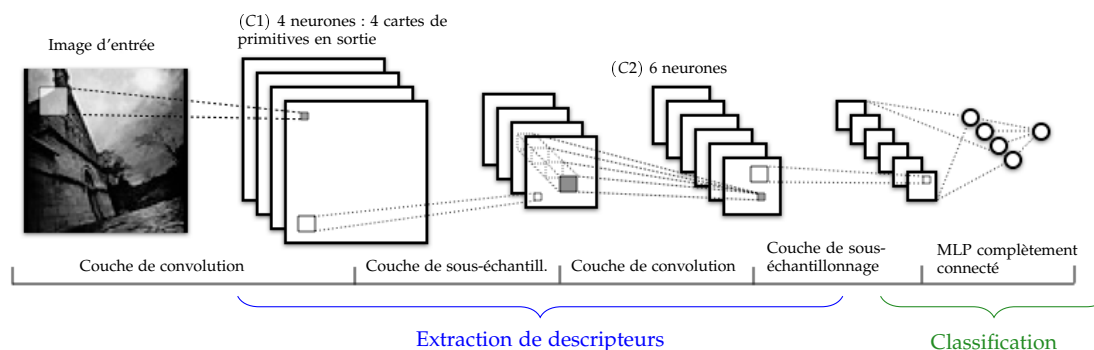 Image d'entrée
(C1) 4 neurones : 4 cartes de
primitives en sortie
(C2) 6 neurones
Couche de convolution
Couche de sous-échantill.
Couche de convolution
Couche de sous-
échantillonnage
MLP complètement
connecté
Extraction de descripteurs
Classification